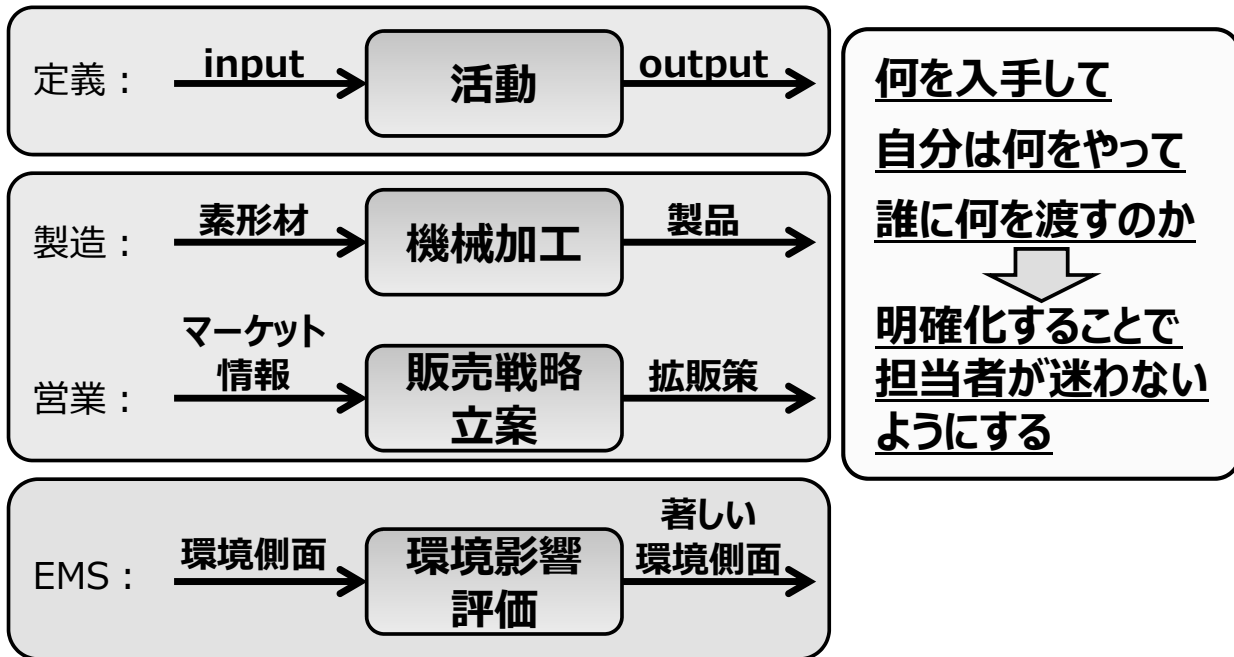 定義： input 活動 output
製造： 素形材 機械加工 製品
営業： マーケット
情報 販売戦略
立案 拡販策
EMS： 環境側面 環境影響
評価 著しい
環境側面
何を入手して
自分は何をやって
誰に何を渡すのか
明確化することで
担当者が迷わない
ようにする